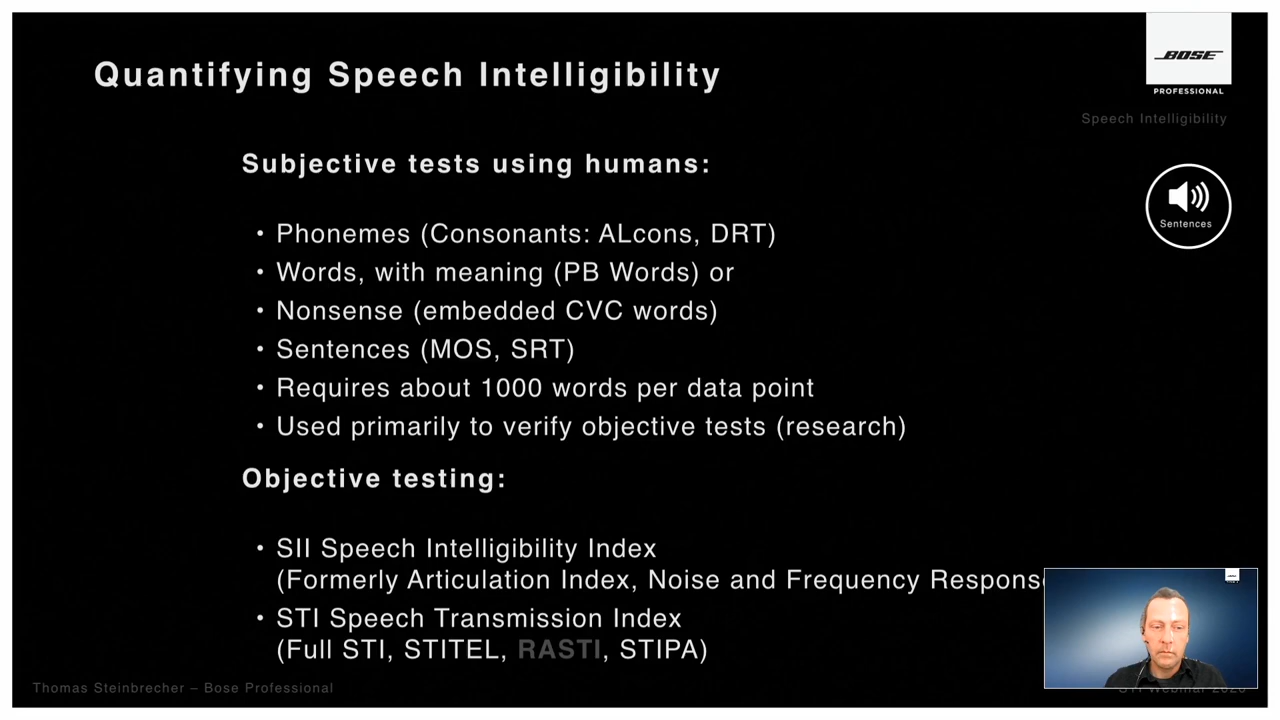 Quantifying Speech Intelligibility
BOSE
PROFESSIONAL
Speech Intelligibility
Sentences
Subjective tests using humans:
• Phonemes (Consonants: ALcons, DRT)
• Words, with meaning (PB Words) or
• Nonsense (embedded CVC words)
• Sentences (MOS, SRT)
• Requires about 1000 words per data point
• Used primarily to verify objective tests (research)
Objective testing:
• SII Speech Intelligibility Index
(Formerly Articulation Index, Noise and Frequency Response
• STI Speech Transmission Index
(Full STI, STITEL, RASTI, STIPA)
Thomas Steinbrecher – Bose Professional